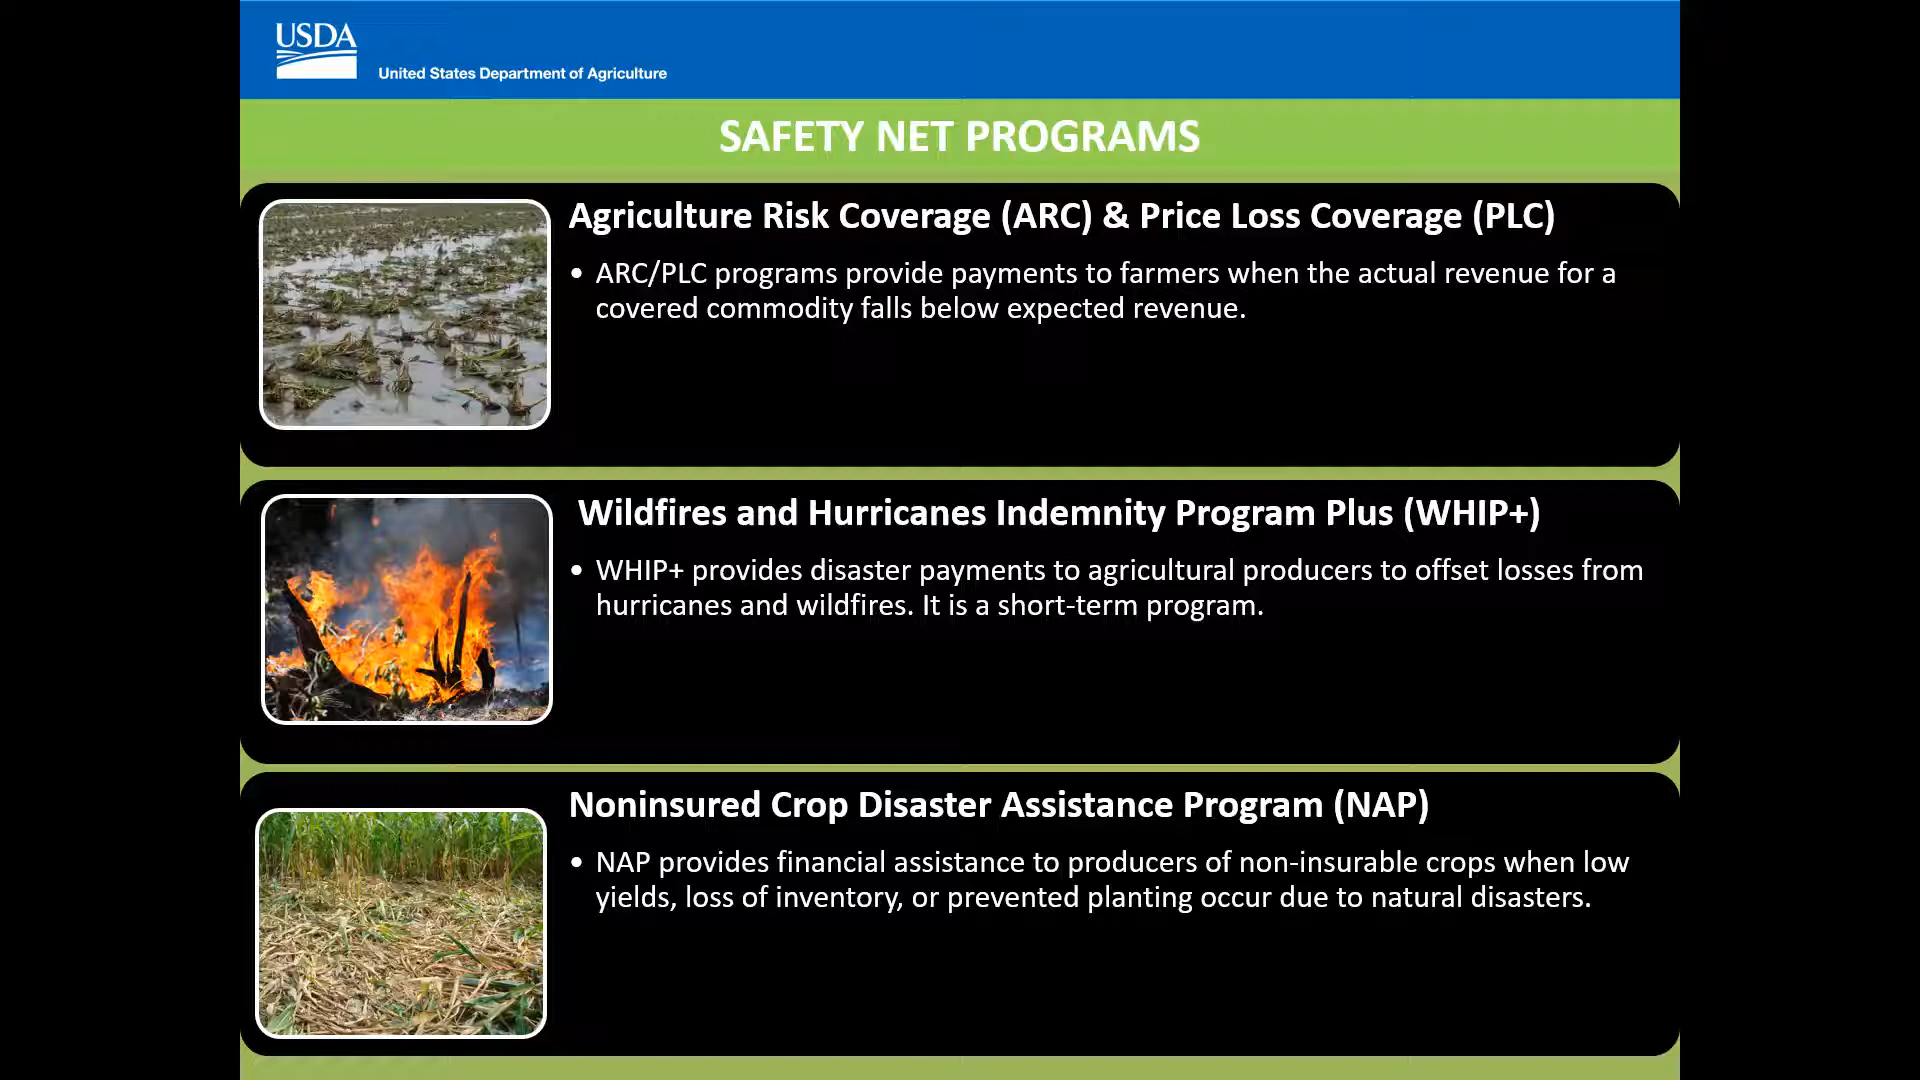 USDA
United States Department of Agriculture
SAFETY NET PROGRAMS
Agriculture Risk Coverage (ARC) & Price Loss Coverage (PLC)
• ARC/PLC programs provide payments to farmers when the actual revenue for a
covered commodity falls below expected revenue.
Wildfires and Hurricanes Indemnity Program Plus (WHIP+)
• WHIP+ provides disaster payments to agricultural producers to offset losses from
hurricanes and wildfires. It is a short-term program.
Noninsured Crop Disaster Assistance Program (NAP)
• NAP provides financial assistance to producers of non-insurable crops when low
yields, loss of inventory, or prevented planting occur due to natural disasters.